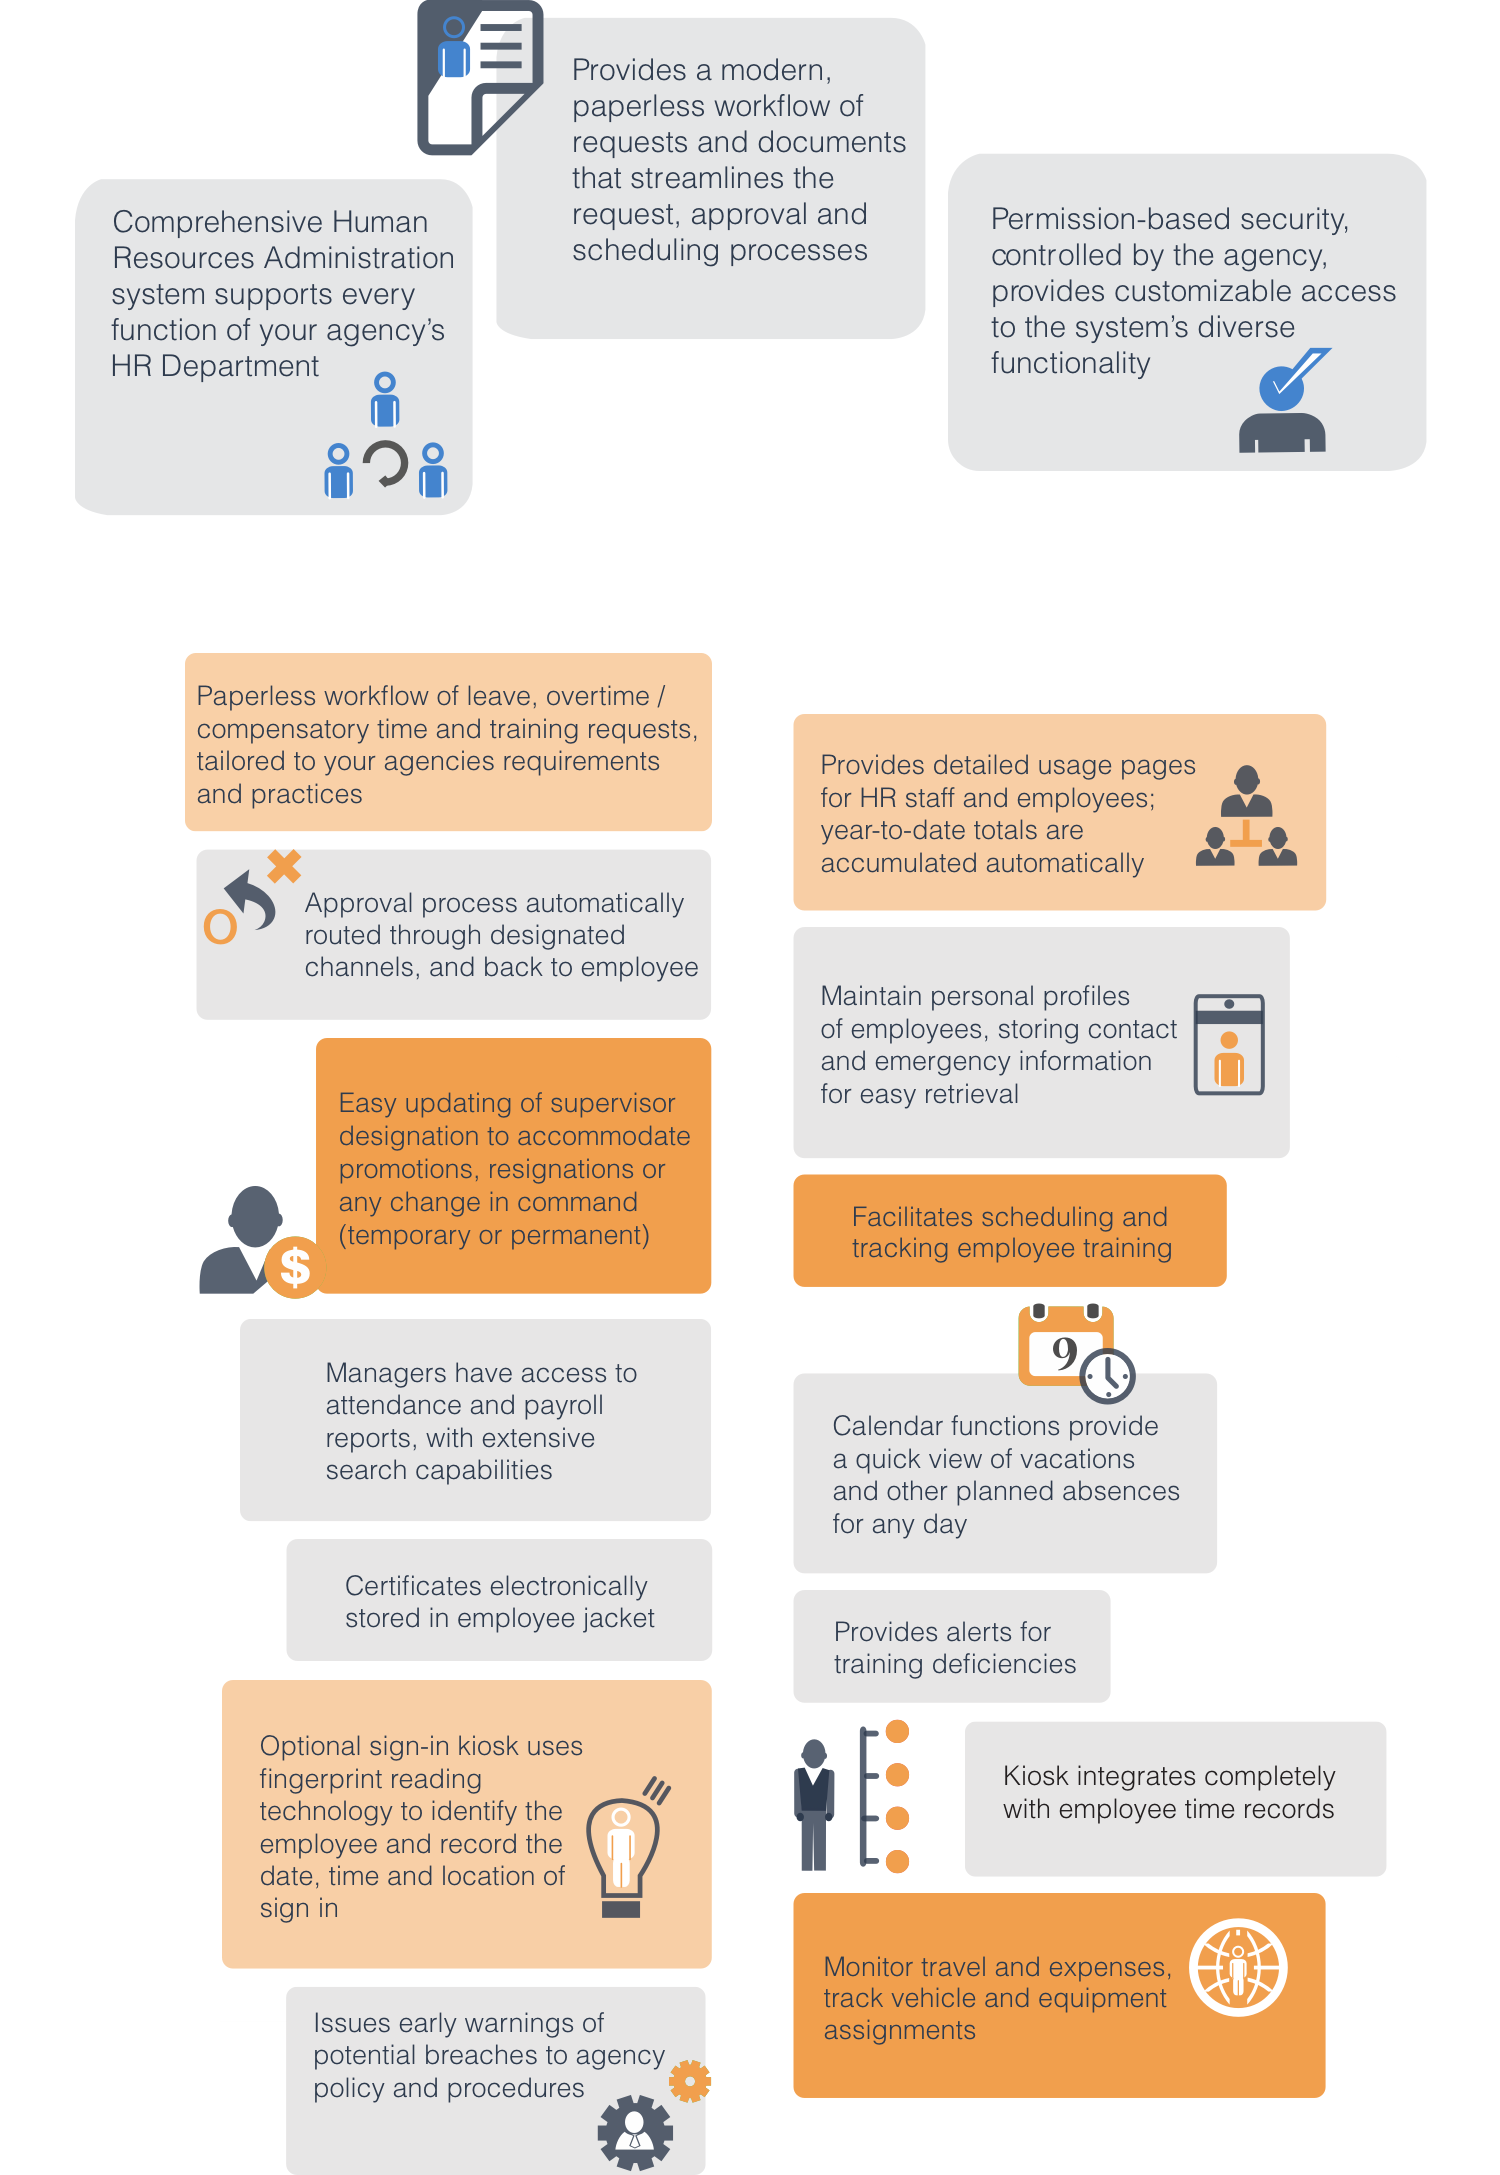 Provides a modern,
paperless workflow of
requests and documents
that streamlines the
request, approval and
scheduling processes
Comprehensive Human
Resources Administration
system supports every
function of your agency’s
HR Department
Permission-based security,
controlled by the agency,
provides customizable access
to the system’s diverse
functionality
Paperless workflow of leave, overtime /
compensatory time and training requests,
tailored to your agencies requirements
and practices
Approval process automatically
routed through designated
channels, and back to employee
Easy updating of supervisor
designation to accommodate
promotions, resignations or
any change in command
(temporary or permanent)
$
Managers have access to
attendance and payroll
reports, with extensive
search capabilities
Certificates electronically
stored in employee jacket
Optional sign-in kiosk uses
fingerprint reading
technology to identify the
employee and record the
date, time and location of
sign in
Issues early warnings of
potential breaches to agency
policy and procedures
Provides detailed usage pages
for HR staff and employees;
year-to-date totals are
accumulated automatically
Maintain personal profiles
of employees, storing contact
and emergency information
for easy retrieval
Facilitates scheduling and
tracking employee training
9
Calendar functions provide
a quick view of vacations
and other planned absences
for any day
Provides alerts for
training deficiencies
Kiosk integrates completely
with employee time records
Monitor travel and expenses,
track vehicle and equipment
assignments